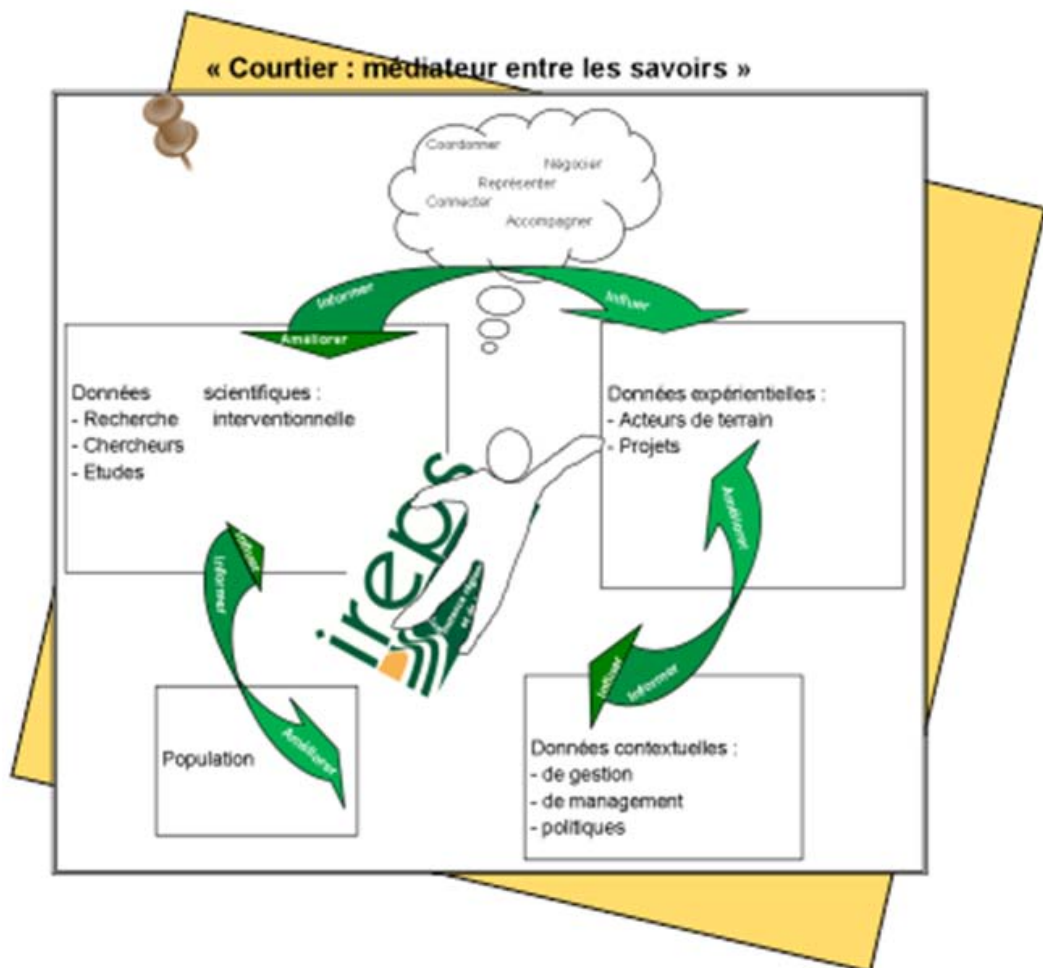 « Courtier : médiateur entre les savoirs »
Coordonner
Négocier
Représenter
Connecter
Accompagner
Informer
Influer
Améliorer
Données scientifiques :
- Recherche interventionnelle
- Chercheurs
- Etudes
Données expérientielles :
- Acteurs de terrain
- Projets
ireps
Améliorer
Influer
Informer
Influer
Informer
Améliorer
Population
Données contextuelles :
- de gestion
- de management
- politiques